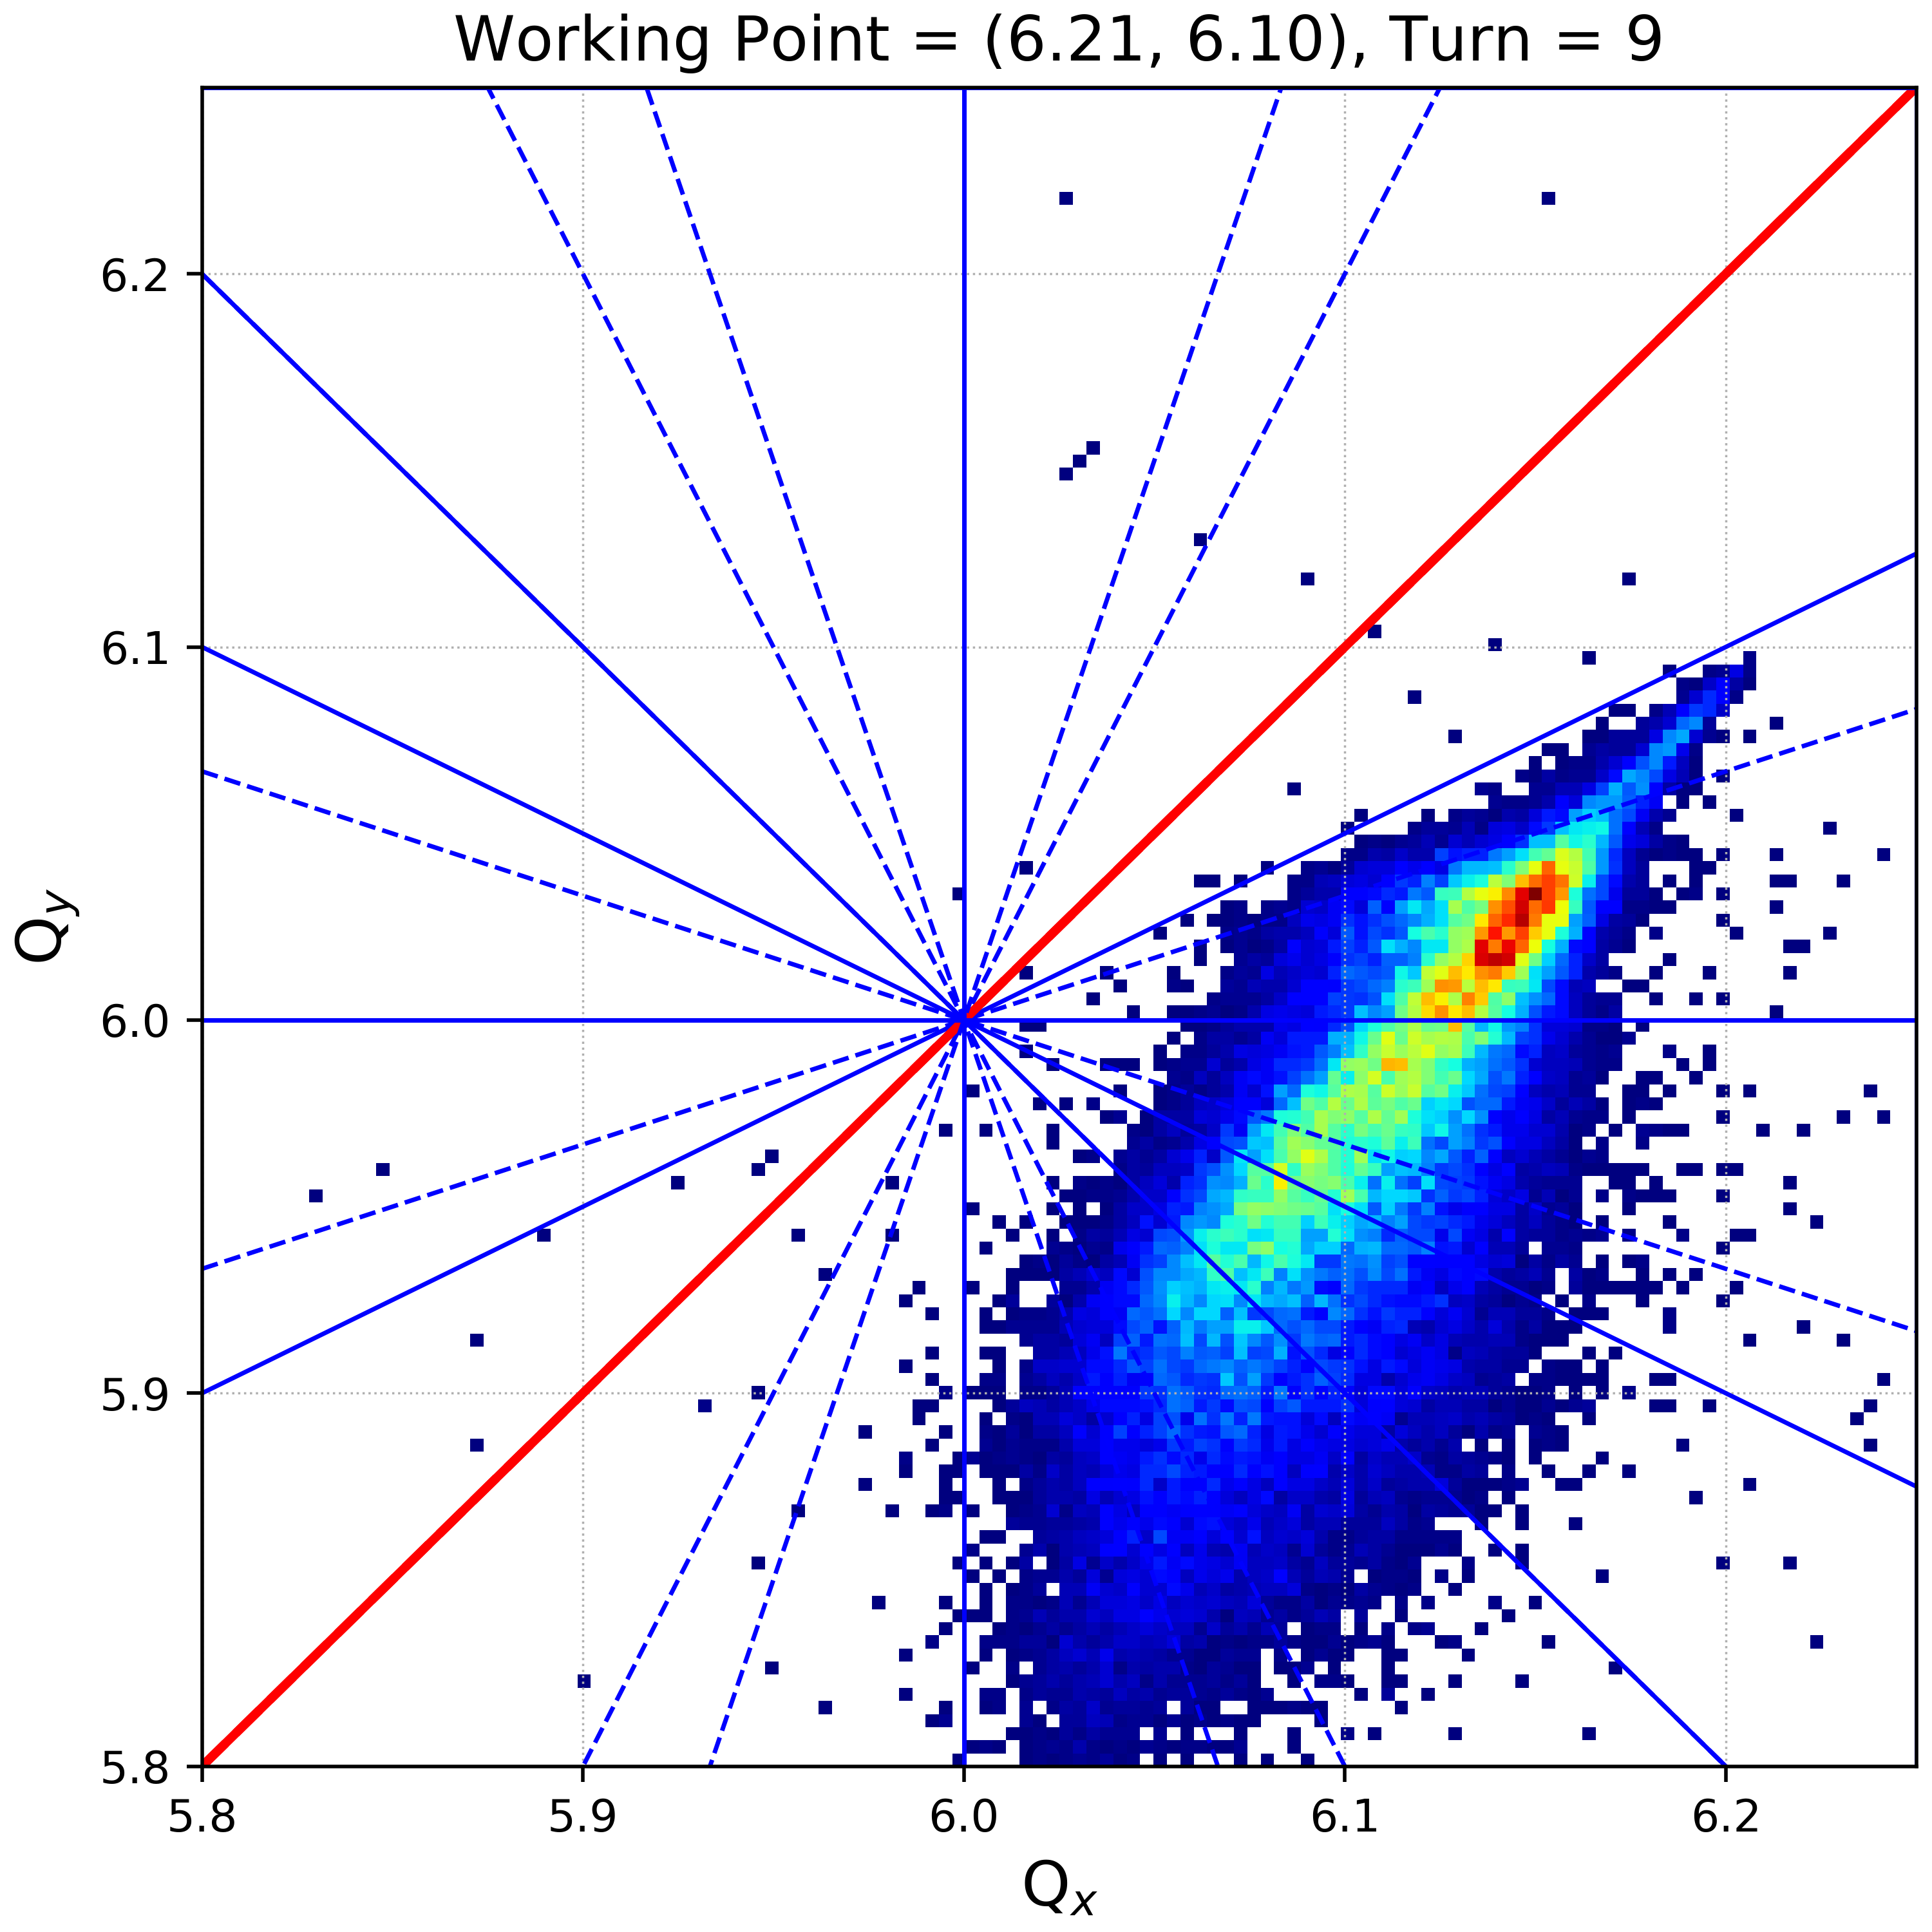 Working Point = (6.21, 6.10), Turn = 9
6.2
6.1
6.0
5.9
5.8
Qy
5.8 5.9 6.0 6.1 6.2
Qx